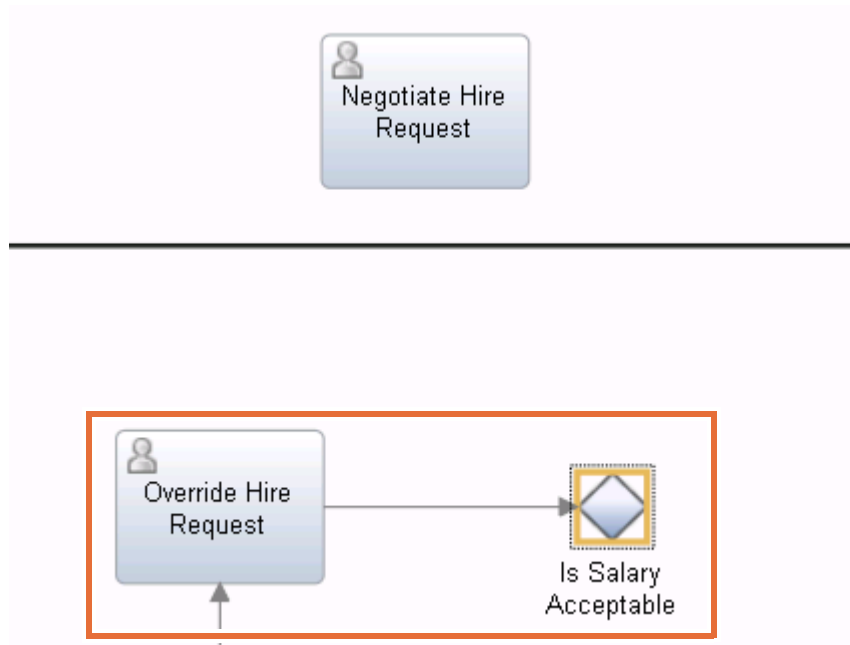 Negotiate Hire
Request
Override Hire
Request
Is Salary
Acceptable